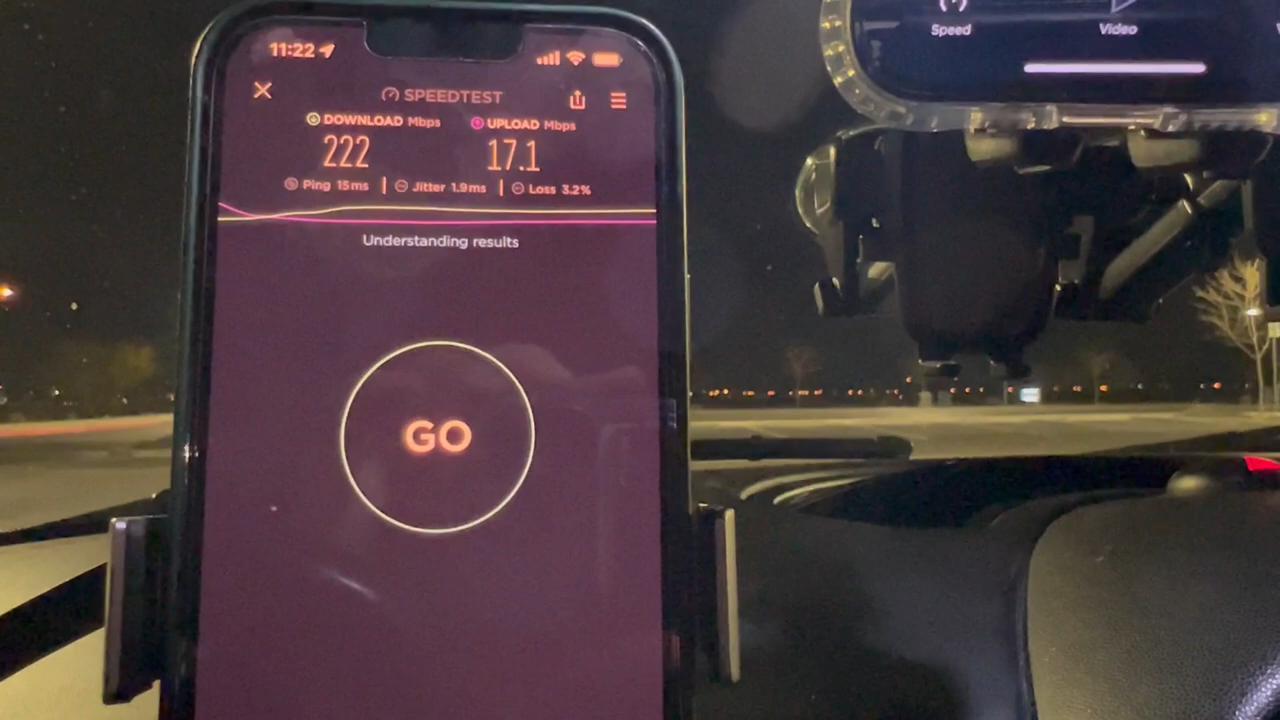 11:22
SPEEDTEST
DOWNLOAD Mbps
UPLOAD Mbps
222
17.1
Ping 15ms
Jitter 1.9ms
Loss 3.2%
Understanding results
GO
Speed
Video